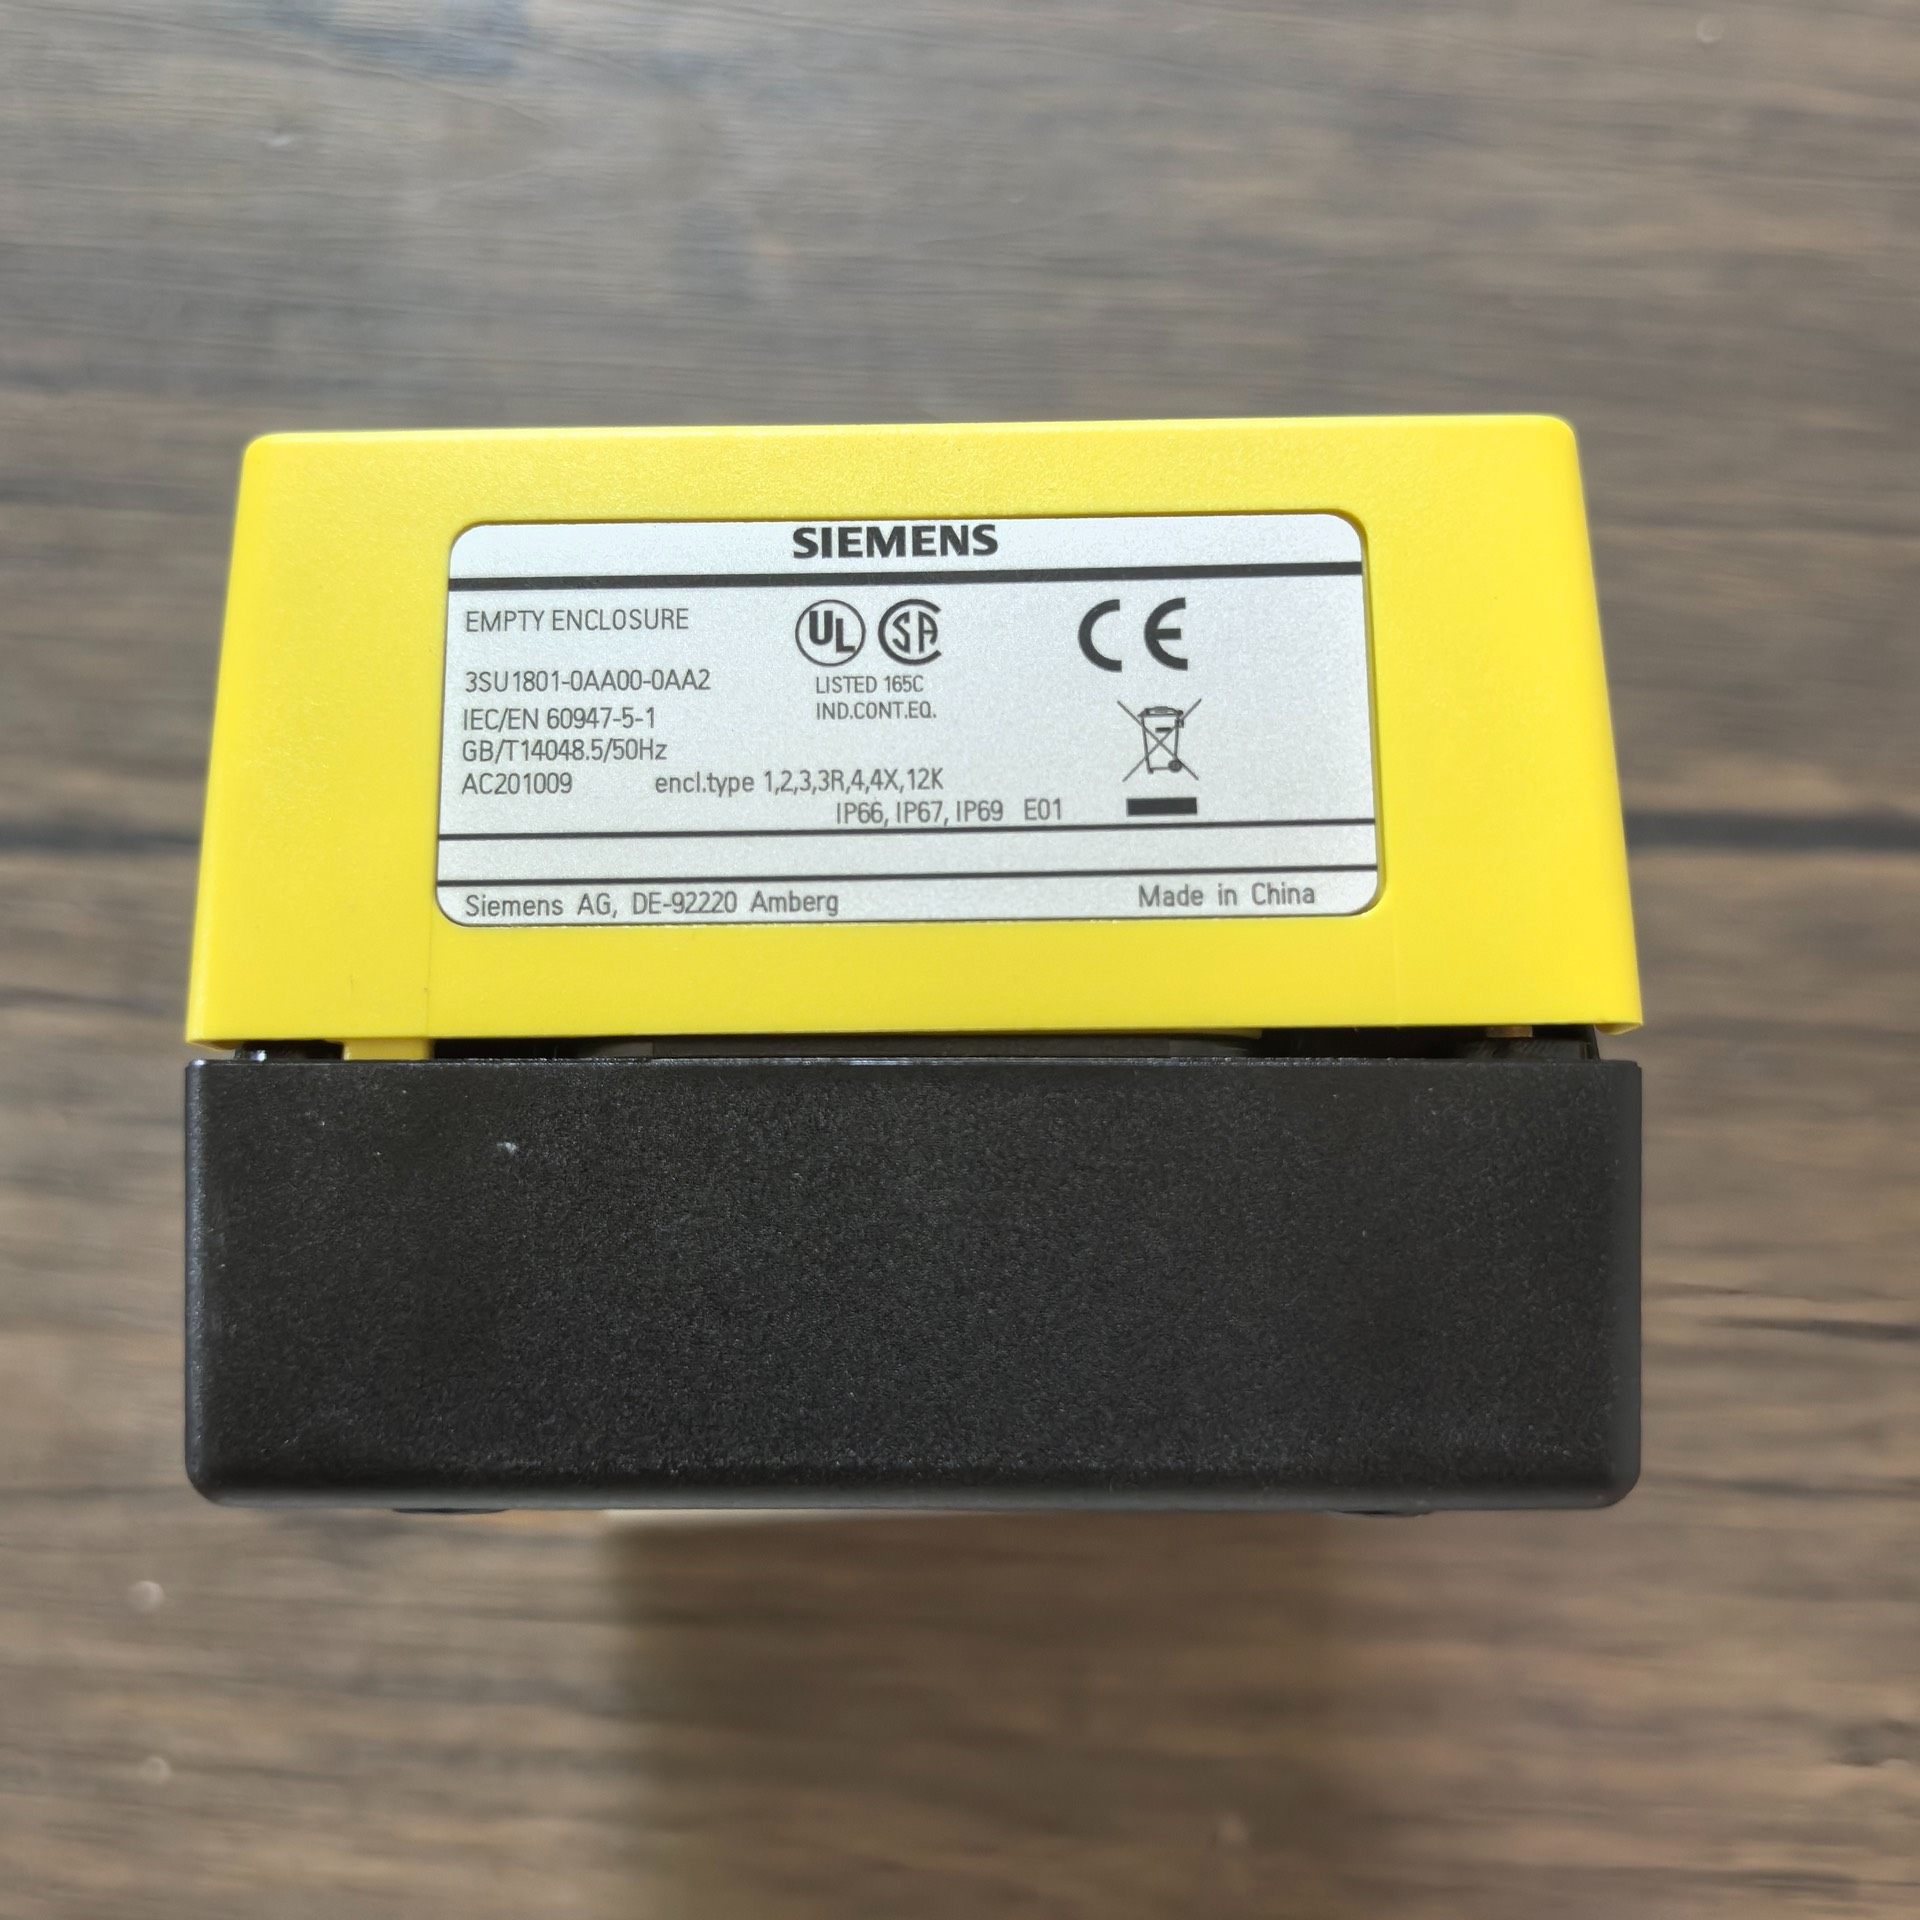 SIEMENS
EMPTY ENCLOSURE
UL SA
CE
3SU1801-0AA00-0AA2
LISTED 165C
IEC/EN 60947-5-1
IND.CONT.EQ.
GB/T14048.5/50Hz
AC201009 encl.type 1,2,3,3R,4,4X,12K
IP66, IP67, IP69 E01
Siemens AG, DE-92220 Amberg Made in China